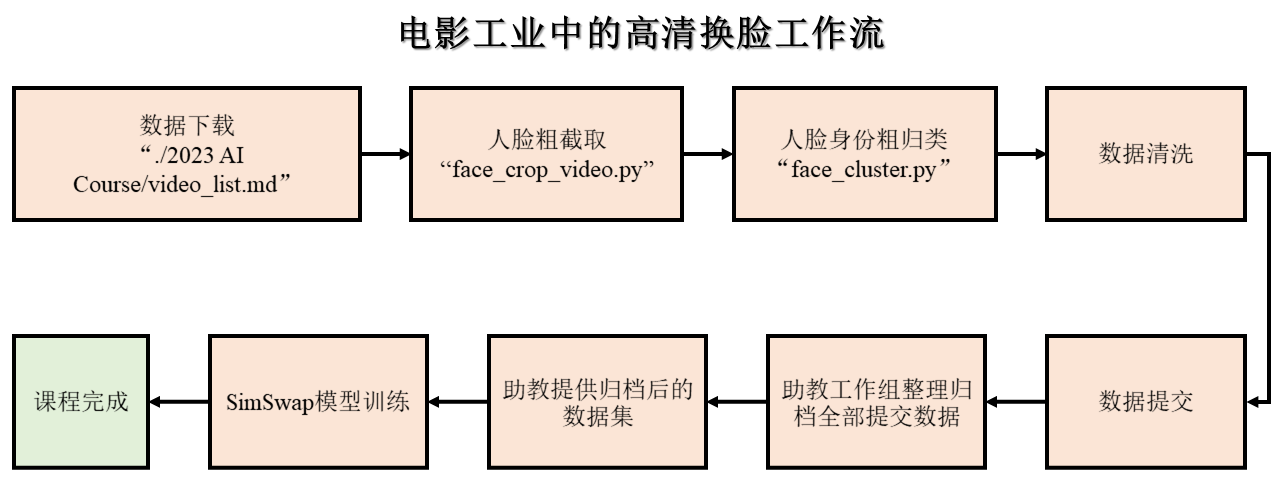 电影工业中的高清换脸工作流
数据下载
“./2023 AI
Course/video_list.md”
人脸粗截取
“face_crop_video.py”
人脸身份粗归类
“face_cluster.py”
数据清洗
数据提交
助教工作组整理归
档全部提交数据
助教提供归档后的
数据集
SimSwap模型训练
课程完成